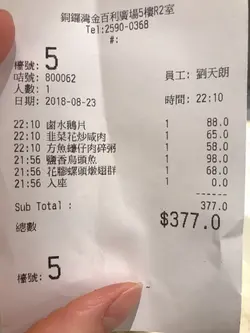 銅鑼灣金百利廣場5樓R2室
Tel:2590-0368
#:
檯號: 5
咭號: 800062
人數: 1 員工: 劉天朗
日期: 2018-08-23 時間: 22:10
22:10 鹵水鵝片 1 88.0
22:10 韭菜花炒咸肉 1 65.0
22:10 方魚蠔仔肉碎粥 1 58.0
21:56 鹽香烏頭魚 1 98.0
21:56 花膠螺頭燉翅群 1 68.0
21:56 入座 1 0.0
Sub Total : 377.0
總數 $377.0
檯號: 5